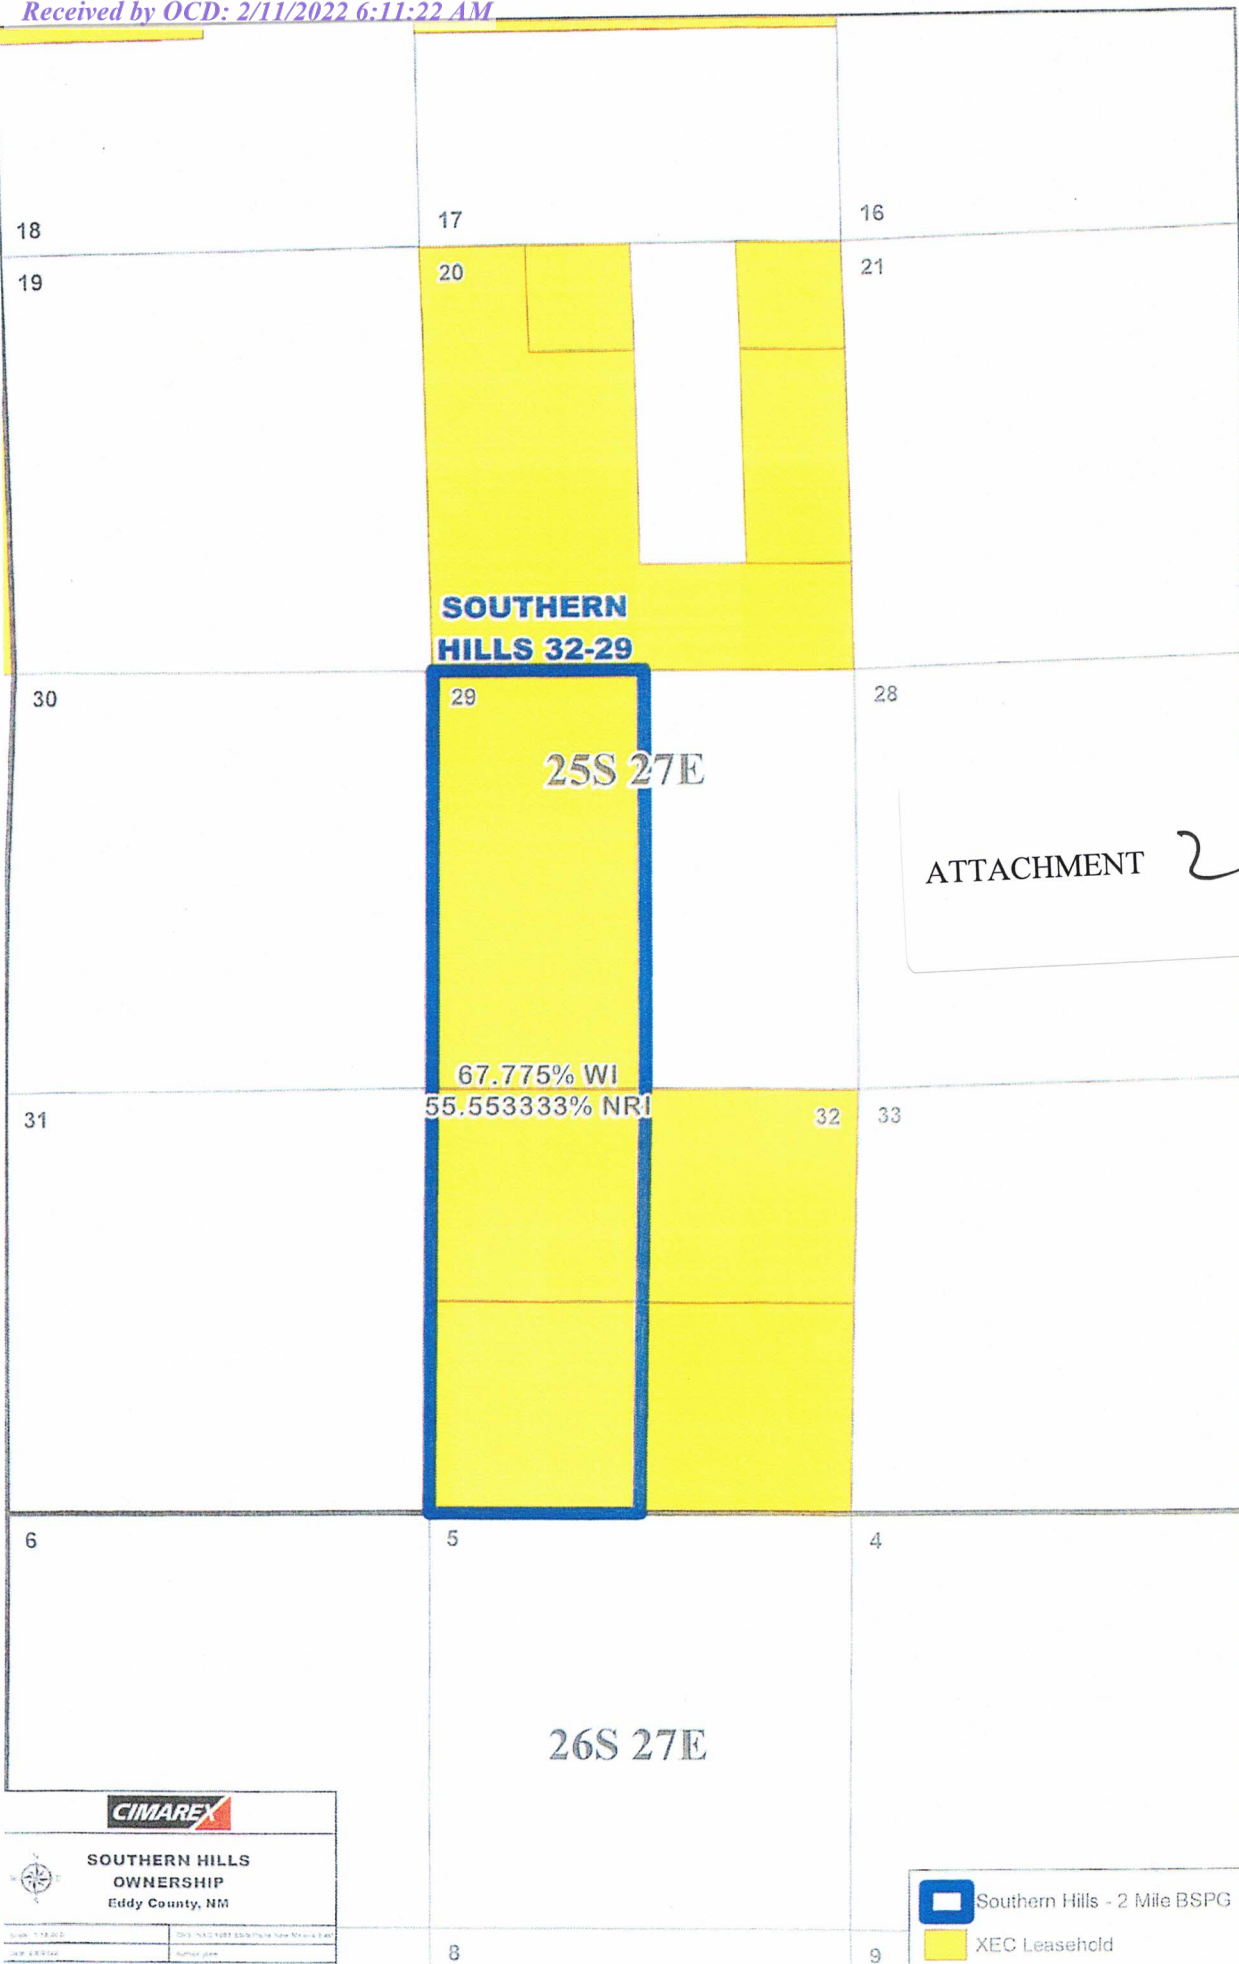 Received by OCD: 2/11/2022 6:11:22 AM
18
17
16
19
20
21
SOUTHERN
HILLS 32-29
30
29
28
25S 27E
ATTACHMENT 2
67.775% WI
55.553333% NRI
31
32
33
6
5
4
26S 27E
CIMAREX
SOUTHERN HILLS
OWNERSHIP
Eddy County, NM
Southern Hills - 2 Mile BSPG
XEC Leasehold
8
9